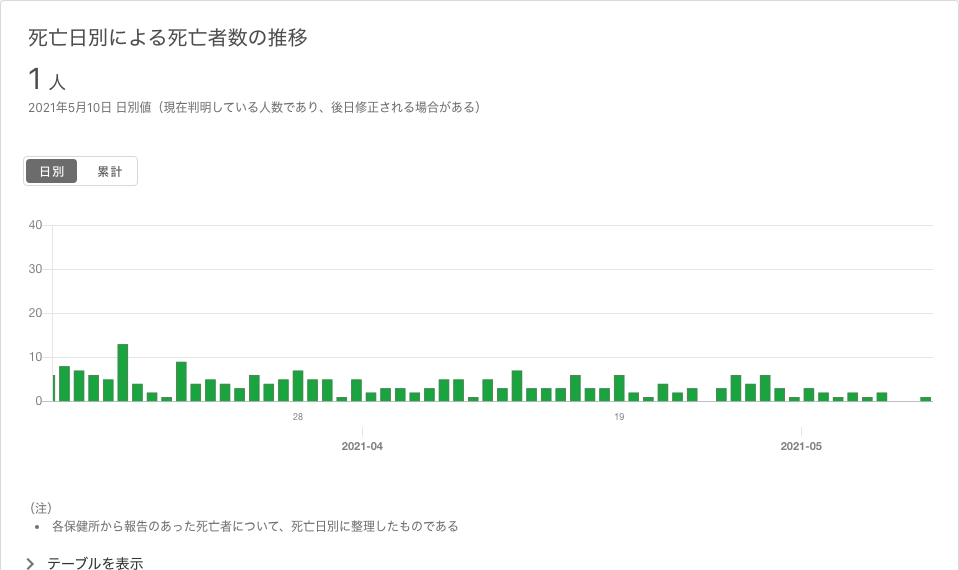 死亡日別による死亡者数の推移
1 人
2021年5月10日 日別値（現在判明している人数であり、後日修正される場合がある）
日別 累計
40
30
20
10
0
28 19
2021-04 2021-05
（注）
• 各保健所から報告のあった死亡者について、死亡日別に整理したものである
テーブルを表示